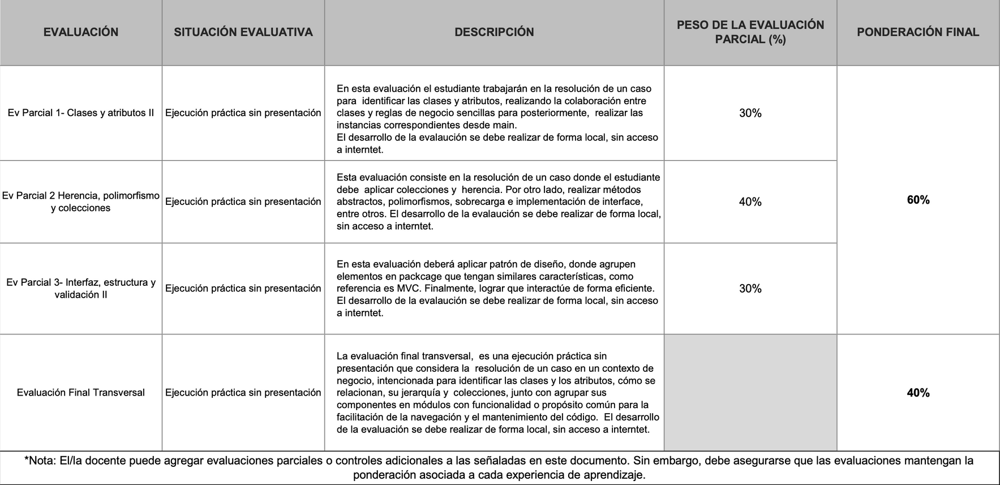 EVALUACIÓN
SITUACIÓN EVALUATIVA
DESCRIPCIÓN
PESO DE LA EVALUACIÓN
PARCIAL (%)
PONDERACIÓN FINAL
Ev Parcial 1- Clases y atributos II
Ejecución práctica sin presentación
En esta evaluación el estudiante trabajarán en la resolución de un caso
para  identificar las clases y atributos, realizando la colaboración entre
clases y reglas de negocio sencillas para posteriormente,  realizar las
instancias correspondientes desde main.
El desarrollo de la evalaución se debe realizar de forma local, sin acceso
a interntet.
30%
Ev Parcial 2 Herencia, polimorfismo
y colecciones
Ejecución práctica sin presentación
Esta evaluación consiste en la resolución de un caso donde el estudiante
debe  aplicar colecciones y  herencia. Por otro lado, realizar métodos
abstractos, polimorfismos, sobrecarga e implementación de interface,
entre otros. El desarrollo de la evalaución se debe realizar de forma local,
sin acceso a interntet.
40%
60%
Ev Parcial 3- Interfaz, estructura y
validación II
Ejecución práctica sin presentación
En esta evaluación deberá aplicar patrón de diseño, donde agrupen
elementos en packcage que tengan similares característifcas, como
referencia es MVC. Finalmente, lograr que interactúe de forma eficiente.
El desarrollo de la evalaución se debe realizar de forma local, sin acceso
a interntet.
30%
Evaluación Final Transversal
Ejecución práctica sin presentación
La evaluación final transversal,  es una ejecución práctica sin
presentación que considera la  resolución de un caso en un contexto de
negocio, intencionada para identificar las clases y los atributos, cómo se
relacionan, su jerarquía y  colecciones, junto con agrupar sus
componentes en módulos con funcionalidad o propósito común para la
facilitación de la navegación y el mantenimiento del código.  El desarrollo
de la evaluación se debe realizar de forma local, sin acceso a interntet.
40%
*Nota: El/la docente puede agregar evaluaciones parciales o controles adicionales a las señaladas en este documento. Sin embargo, debe asegurarse que las evaluaciones mantengan la
ponderación asociada a cada experiencia de aprendizaje.